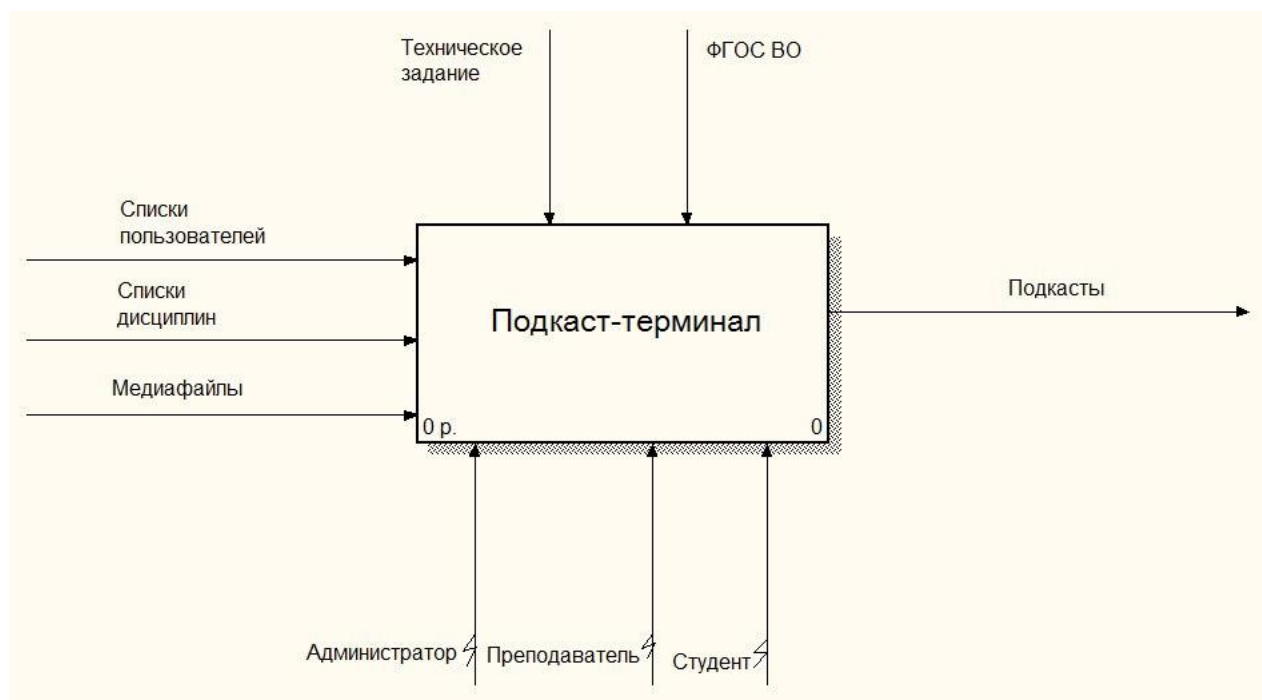 Техническое
задание
ФГОС ВО
Списки
пользователей
Списки
дисциплин
Медиафайлы
Подкаст-терминал
0 р.
0
Подкасты
Администратор
Преподаватель
Студент